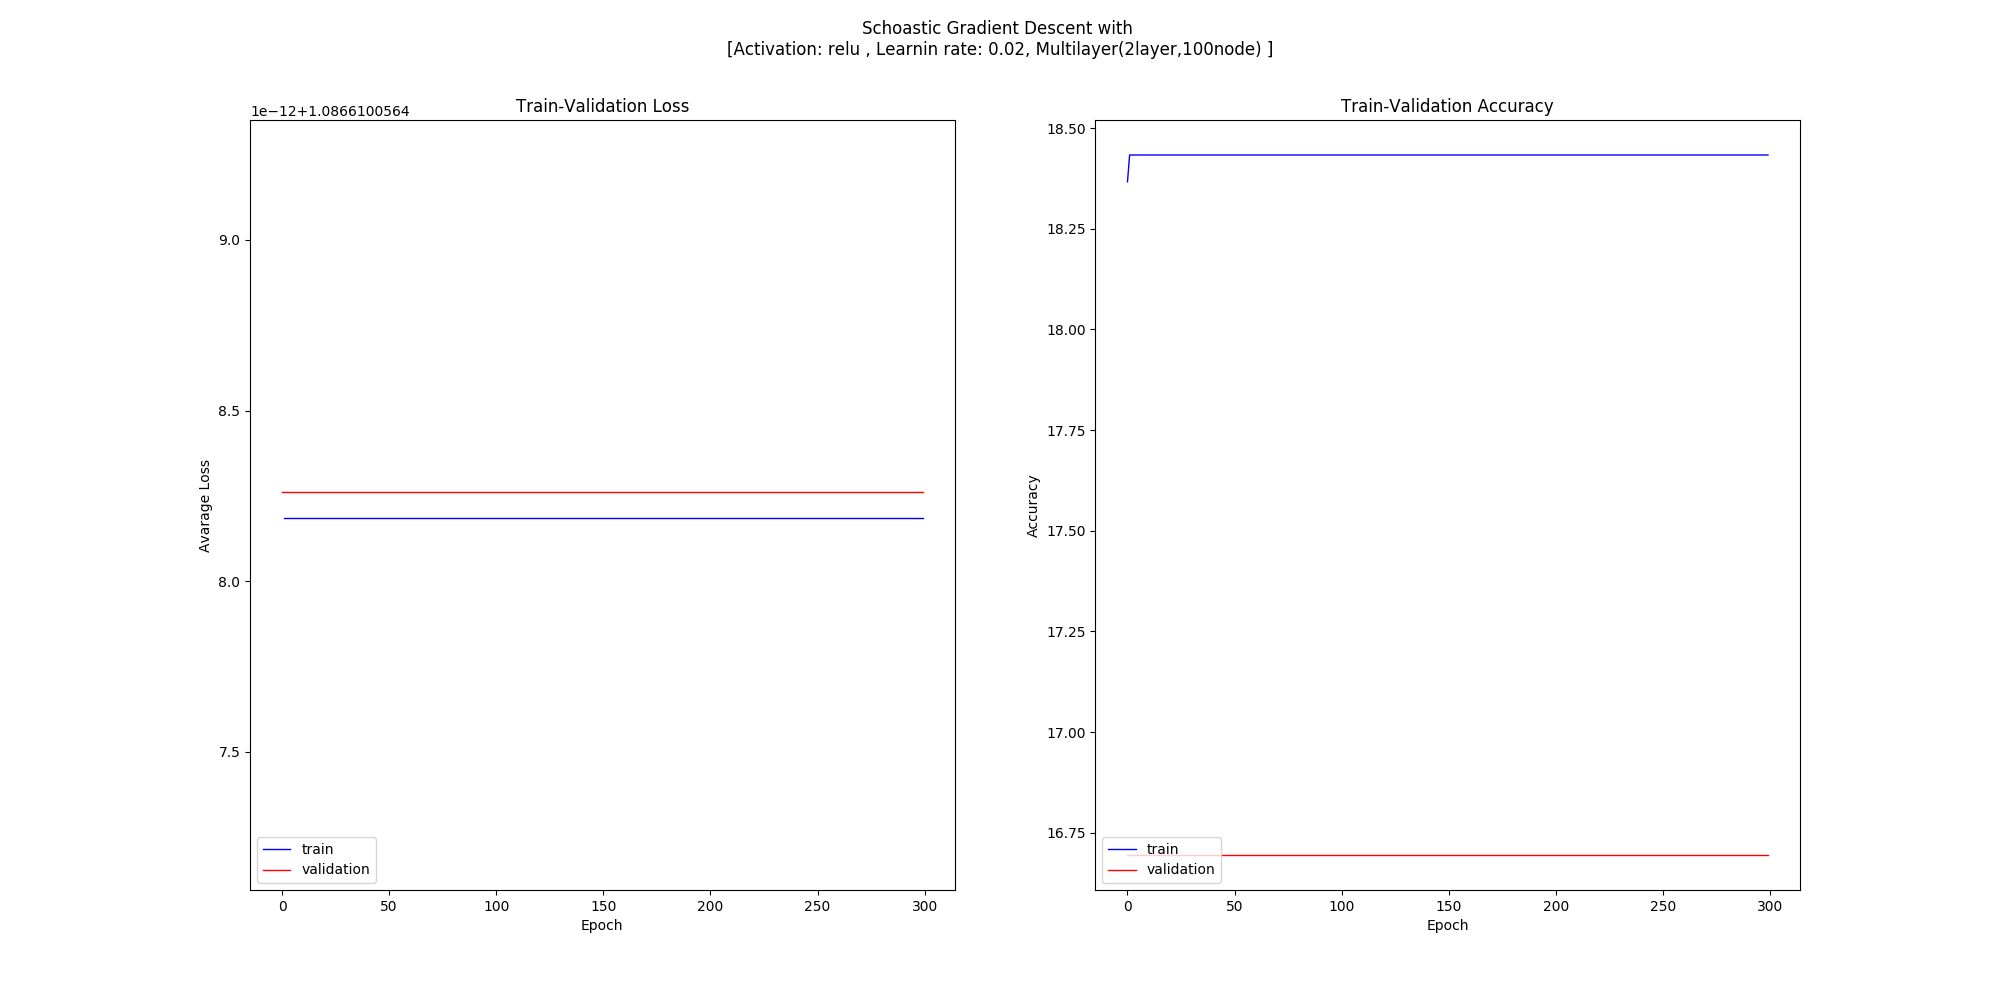 Schoastic Gradient Descent with
[Activation: relu , Learnin rate: 0.02, Multilayer(2layer,100node) ]
Train-Validation Loss
1e−12+1.0866100564
9.0
8.5
8.0
7.5
Avarage Loss
train
validation
0 50 100 150 200 250 300
Epoch
Train-Validation Accuracy
18.50
18.25
18.00
17.75
17.50
17.25
17.00
16.75
Accuracy
train
validation
0 50 100 150 200 250 300
Epoch